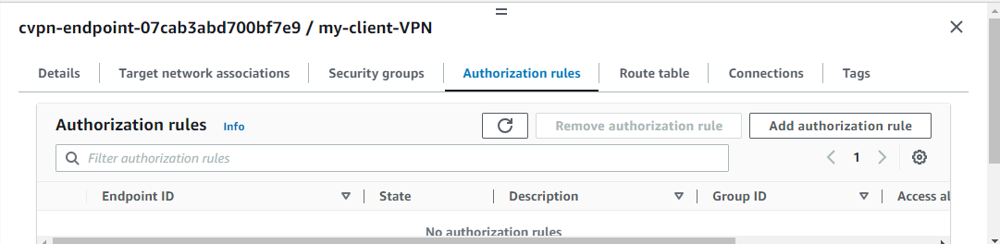 cvpn-endpoint-07cab3abd700bf7e9 / my-client-VPN
Details Target network associations Security groups Authorization rules Route table Connections Tags
Authorization rules Info Remove authorization rule Add authorization rule
Filter authorization rules 1
Endpoint ID State Description Group ID Access al
No authorization rules